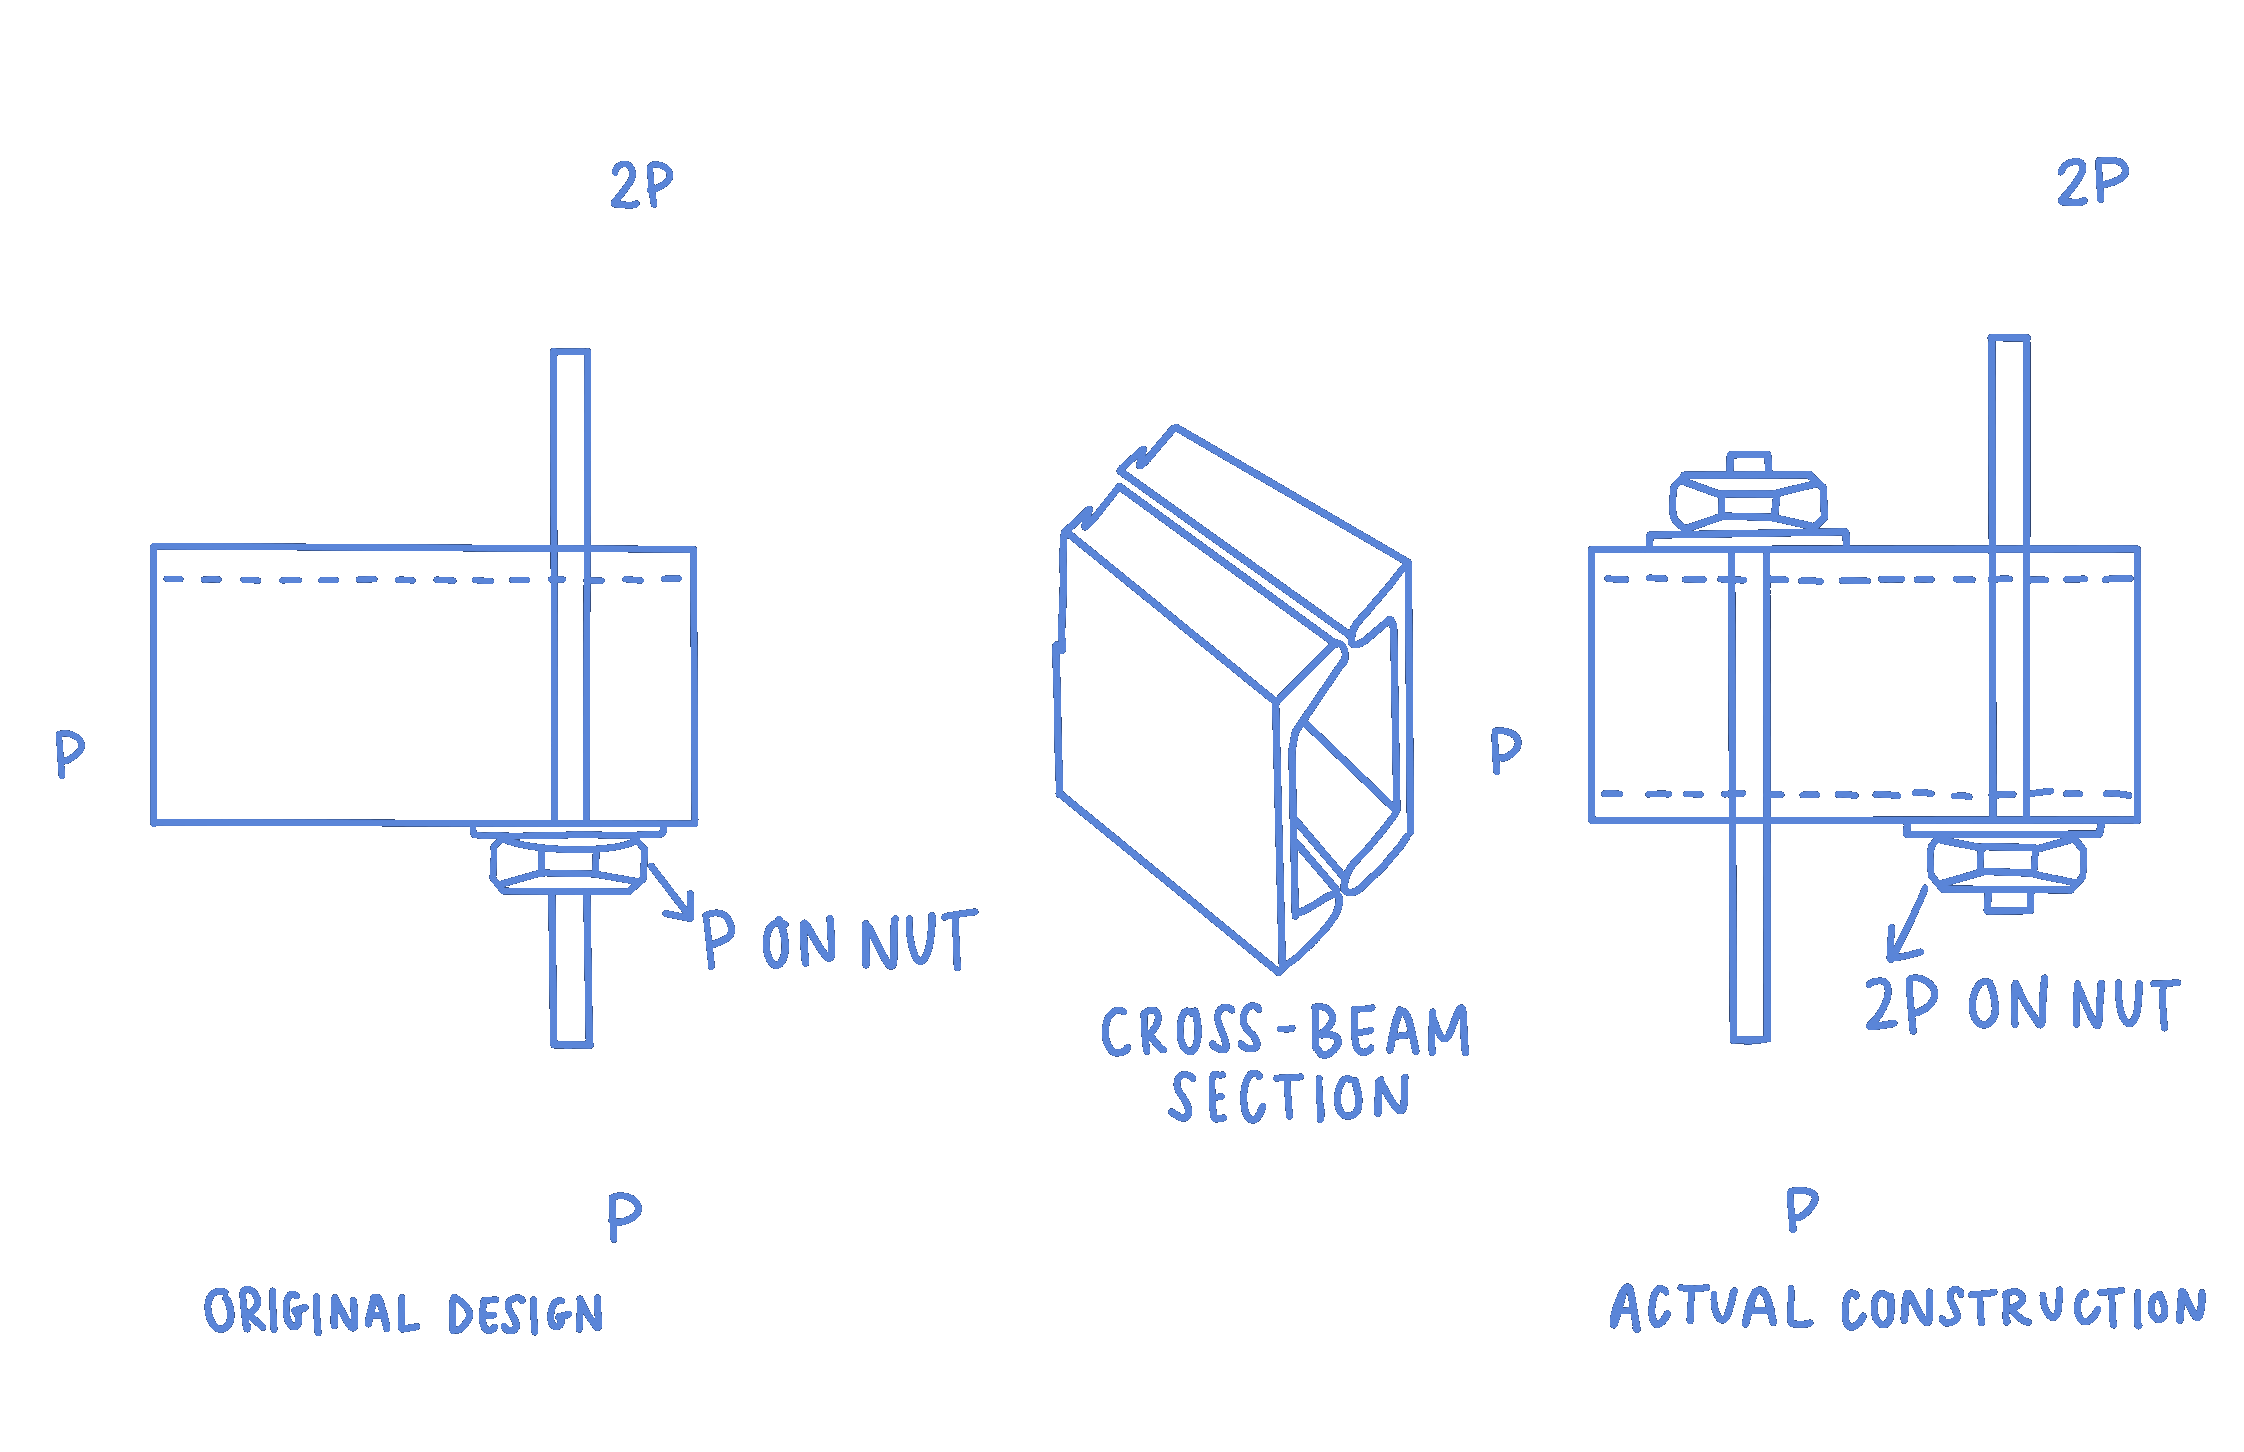 2P
2P
P
P
P ON NUT
2P ON NUT
CROSS-BEAM
SECTION
P
P
ORIGINAL DESIGN
ACTUAL CONSTRUCTION